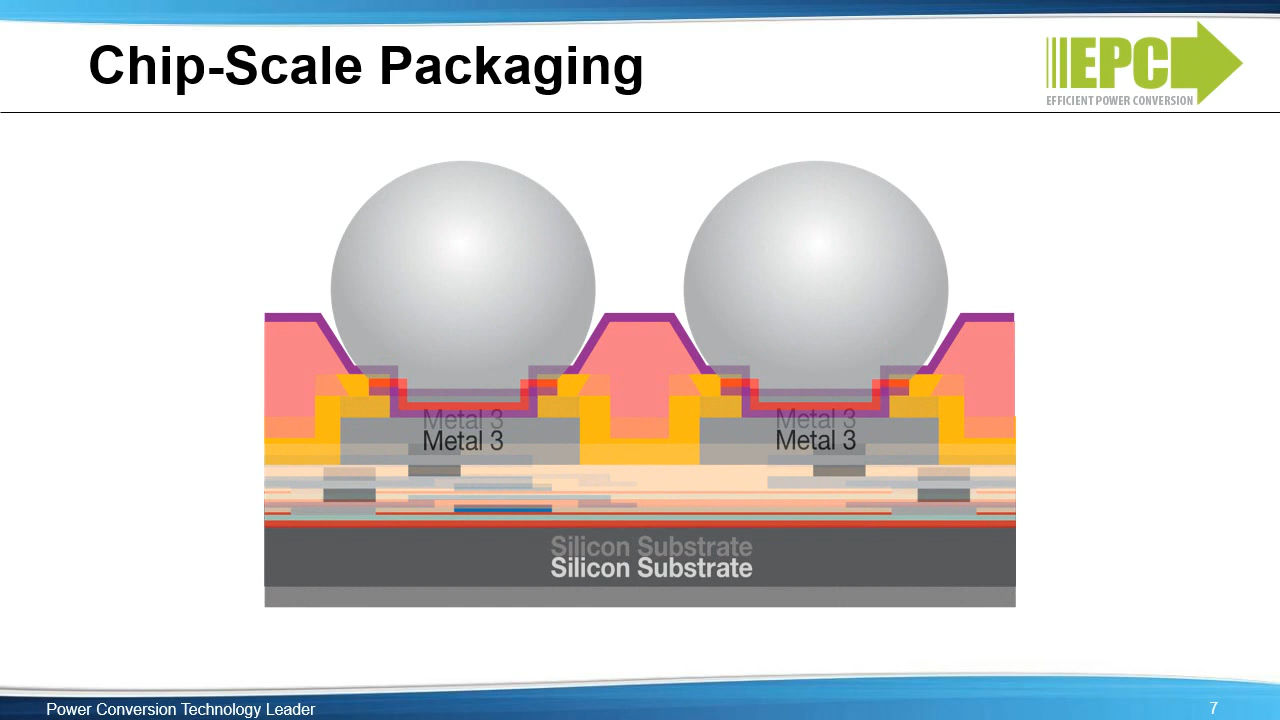 Chip-Scale Packaging
EPC
EFFICIENT POWER CONVERSION
Metal 3
Metal 3
Metal 3
Metal 3
Silicon Substrate
Silicon Substrate
Power Conversion Technology Leader
7